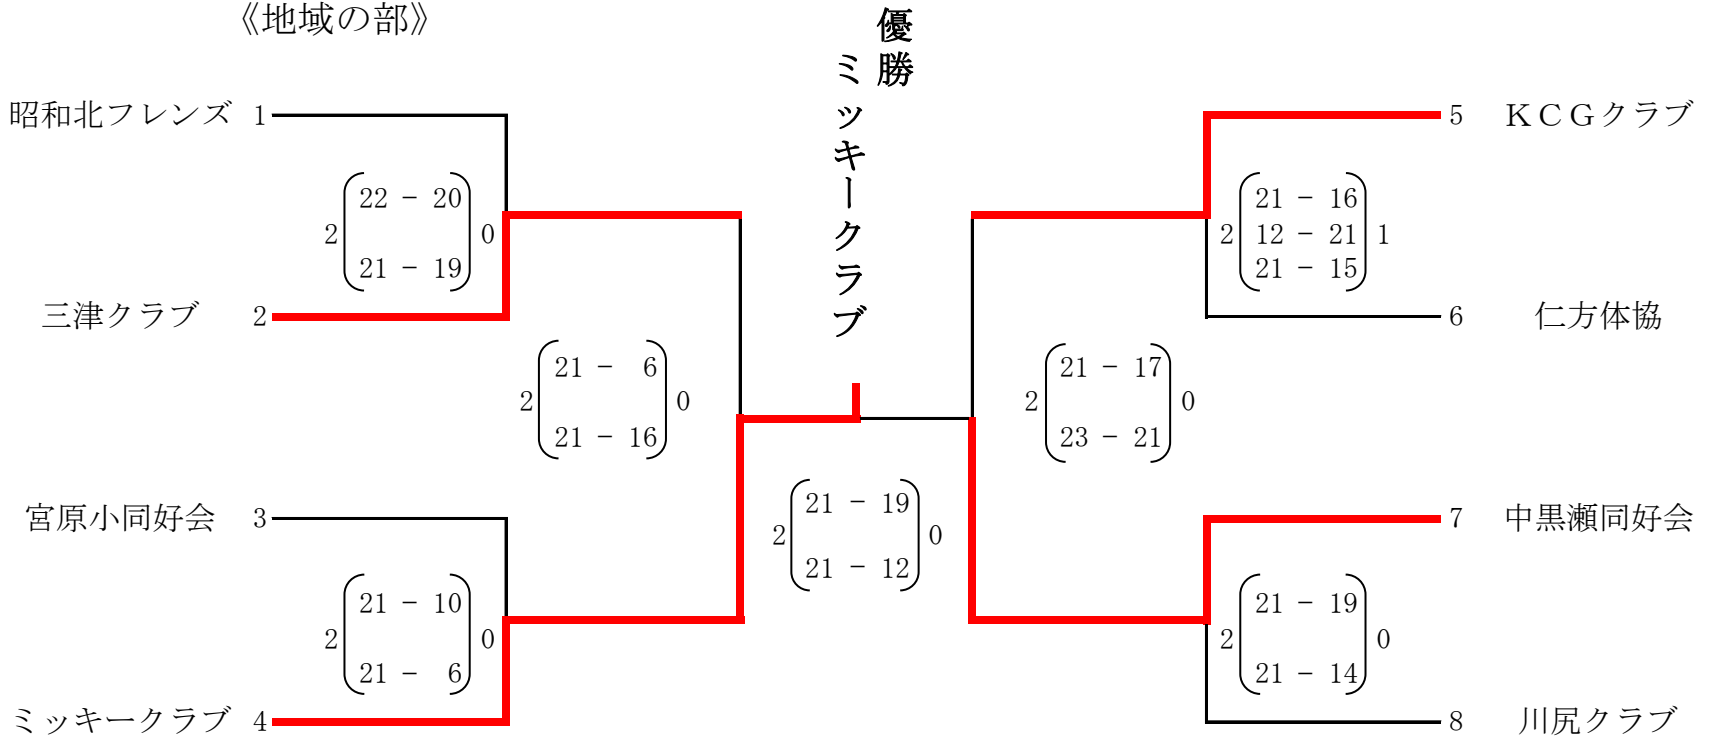 《地域の部》
優勝
ミッキークラブ
昭和北フレンズ 1
5 ＫＣＧクラブ
2 22 － 20 0
21 － 19
2 21 － 16 1
12 － 21
21 － 15
三津クラブ 2
6 仁方体協
2 21 － 6 0
21 － 16
2 21 － 17 0
23 － 21
2 21 － 19 0
21 － 12
宮原小同好会 3
7 中黒瀬同好会
2 21 － 10 0
21 － 6
2 21 － 19 0
21 － 14
ミッキークラブ 4
8 川尻クラブ